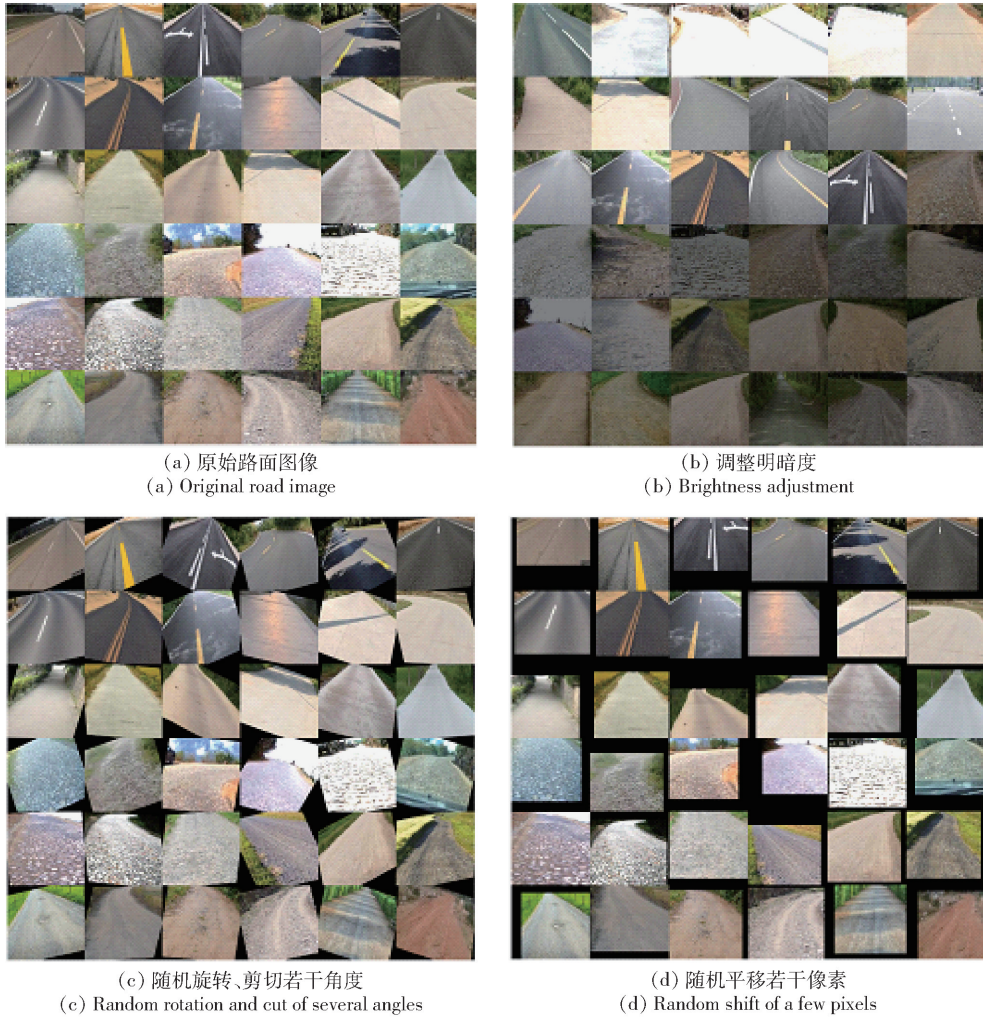 (a) 原始路面图像
(a) Original road image
(b) 调整明暗度
(b) Brightness adjustment
(c) 随机旋转、剪切若干角度
(c) Random rotation and cut of several angles
(d) 随机平移若干像素
(d) Random shift of a few pixels